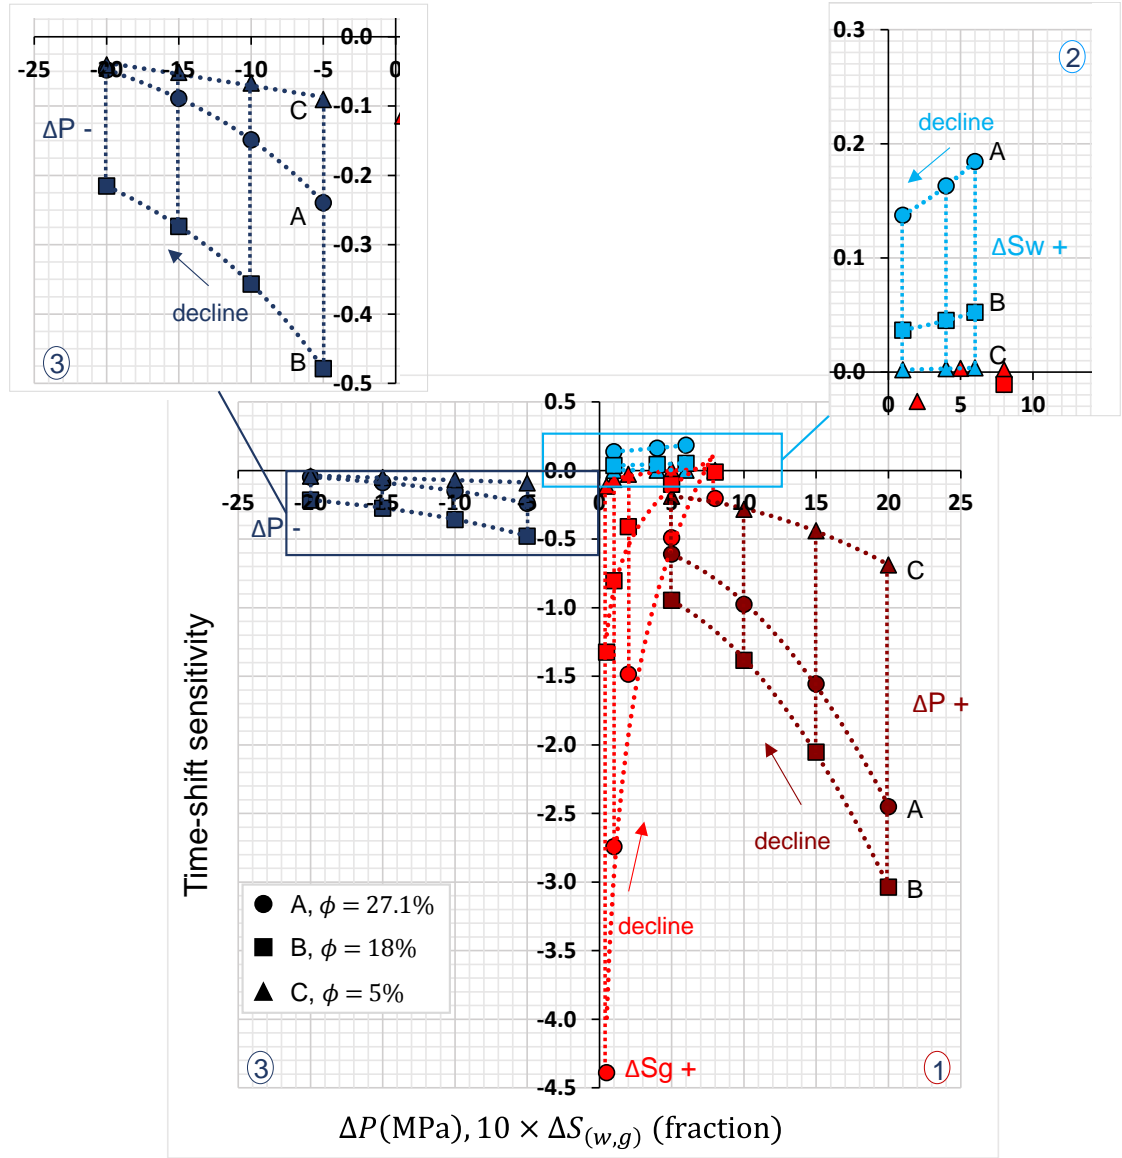 0.0
-25
-20
-15
-10
-5
0
C
-0.1
ΔP -
-0.2
A
-0.3
decline
-0.4
B
3
-0.5
0.3
2
decline
0.2
A
ΔSw +
0.1
B
C
0.0
0
5
10
0.5
0.0
-25
-20
-15
-10
-5
0
5
10
15
20
25
ΔP -
-0.5
C
-1.0
-1.5
ΔP +
-2.0
Time-shift sensitivity
-2.5
A
decline
-3.0
B
A, ϕ = 27.1%
decline
B, ϕ = 18%
-3.5
C, ϕ = 5%
-4.0
3
ΔSg +
1
-4.5
ΔP(MPa), 10 × ΔS(w,g) (fraction)